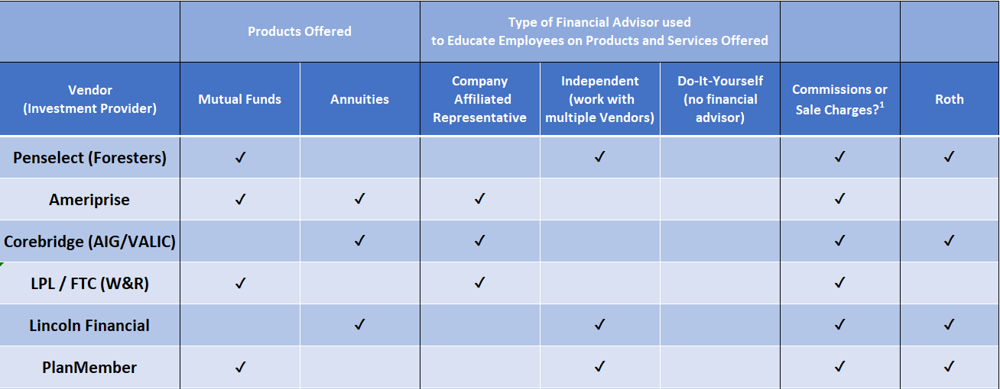 Products Offered
Type of Financial Advisor used
to Educate Employees on Products and Services Offered
Vendor
(Investment Provider)
Mutual Funds
Annuities
Company
Affiliated
Representative
Independent
(work with
multiple Vendors)
Do-It-Yourself
(no financial
advisor)
Commissions or
Sale Charges?1
Roth
Penselect (Foresters) ✓ ✓ ✓ ✓
Ameriprise ✓ ✓ ✓ ✓
Corebridge (AIG/VALIC) ✓ ✓ ✓ ✓
LPL / FTC (W&R) ✓ ✓ ✓
Lincoln Financial ✓ ✓ ✓ ✓
PlanMember ✓ ✓ ✓ ✓